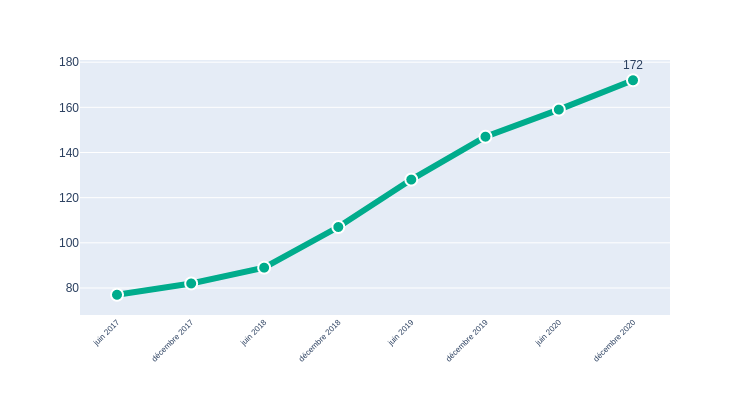 180
172
160
140
120
100
80
juin 2017
décembre 2017
juin 2018
décembre 2018
juin 2019
décembre 2019
juin 2020
décembre 2020